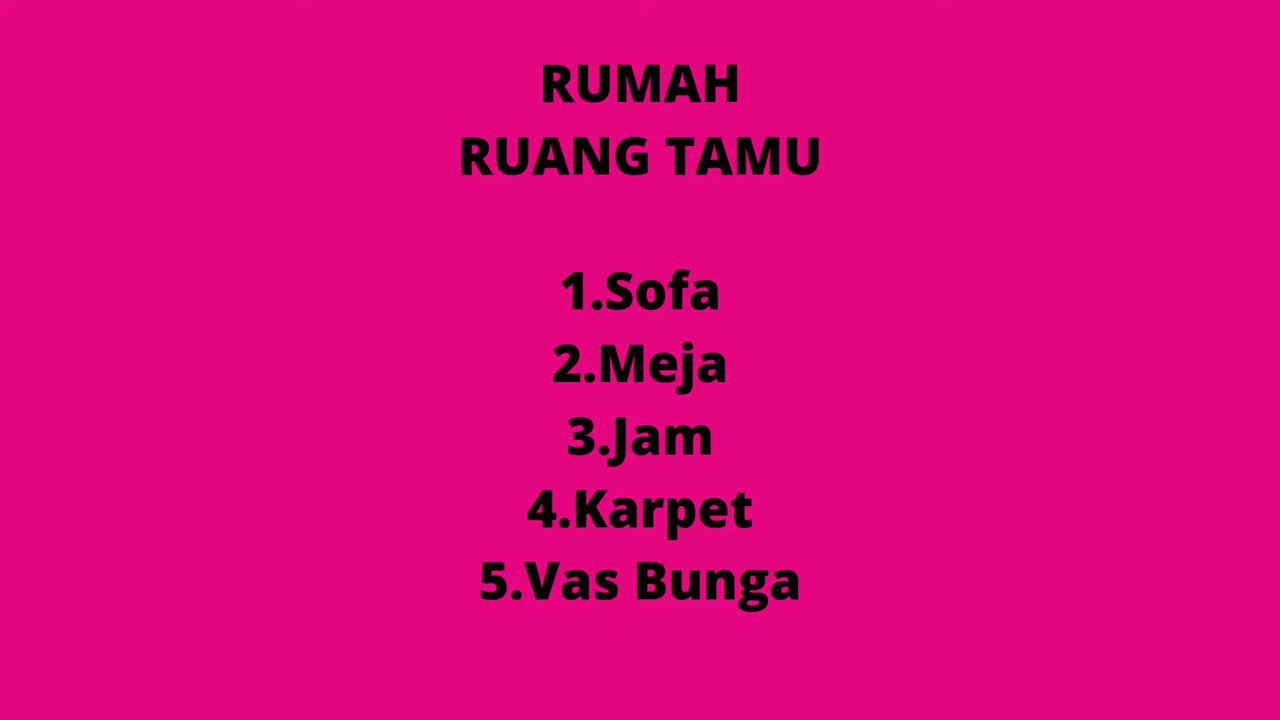 RUMAH
RUANG TAMU
1.Sofa
2.Meja
3.Jam
4.Karpet
5.Vas Bunga